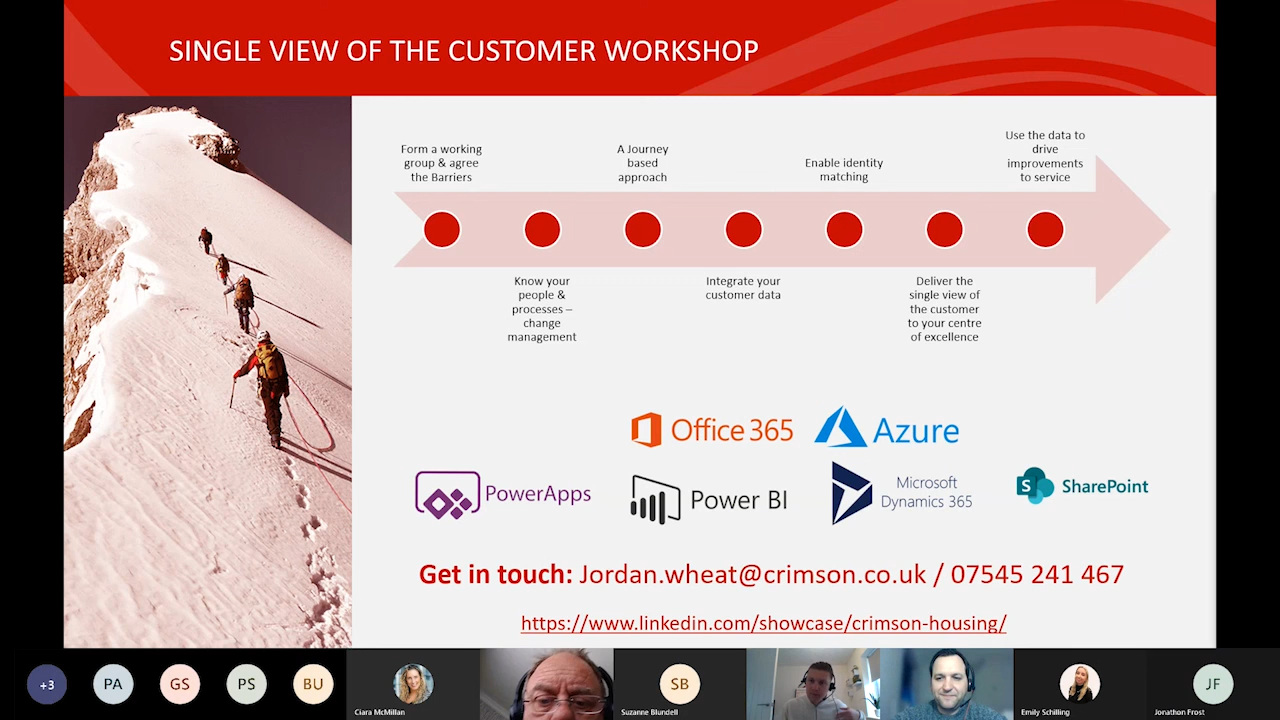 SINGLE VIEW OF THE CUSTOMER WORKSHOP
Form a working
group & agree
the Barriers
A Journey
based
approach
Enable identity
matching
Use the data to
drive
improvements
to service
Know your
people &
processes –
change
management
Integrate your
customer data
Deliver the
single view of
the customer
to your centre
of excellence
Office 365
Azure
PowerApps
Power BI
Microsoft
Dynamics 365
S
SharePoint
Get in touch: Jordan.wheat@crimson.co.uk / 07545 241 467
https://www.linkedin.com/showcase/crimson-housing/
+3
PA
GS
PS
BU
Ciara McMillan
SB
Suzanne Blundell
Emily Schilling
JF
Jonathon Frost